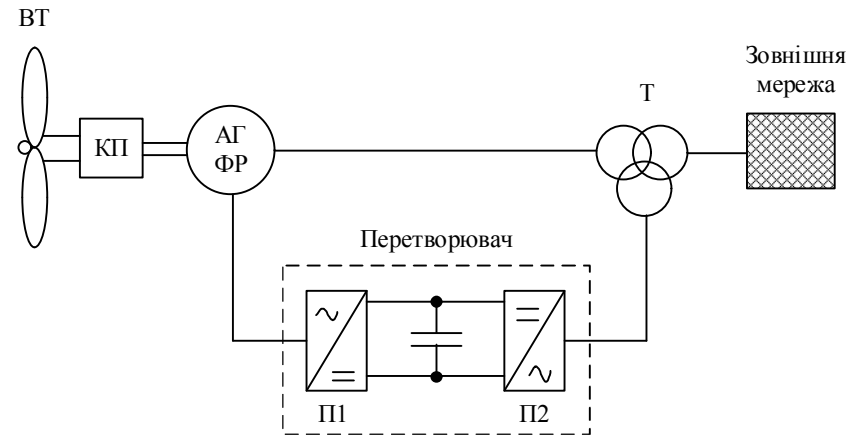 ВТ
Зовнішня
мережа
Т
КП
АГ
ФР
Перетворювач
П1
П2